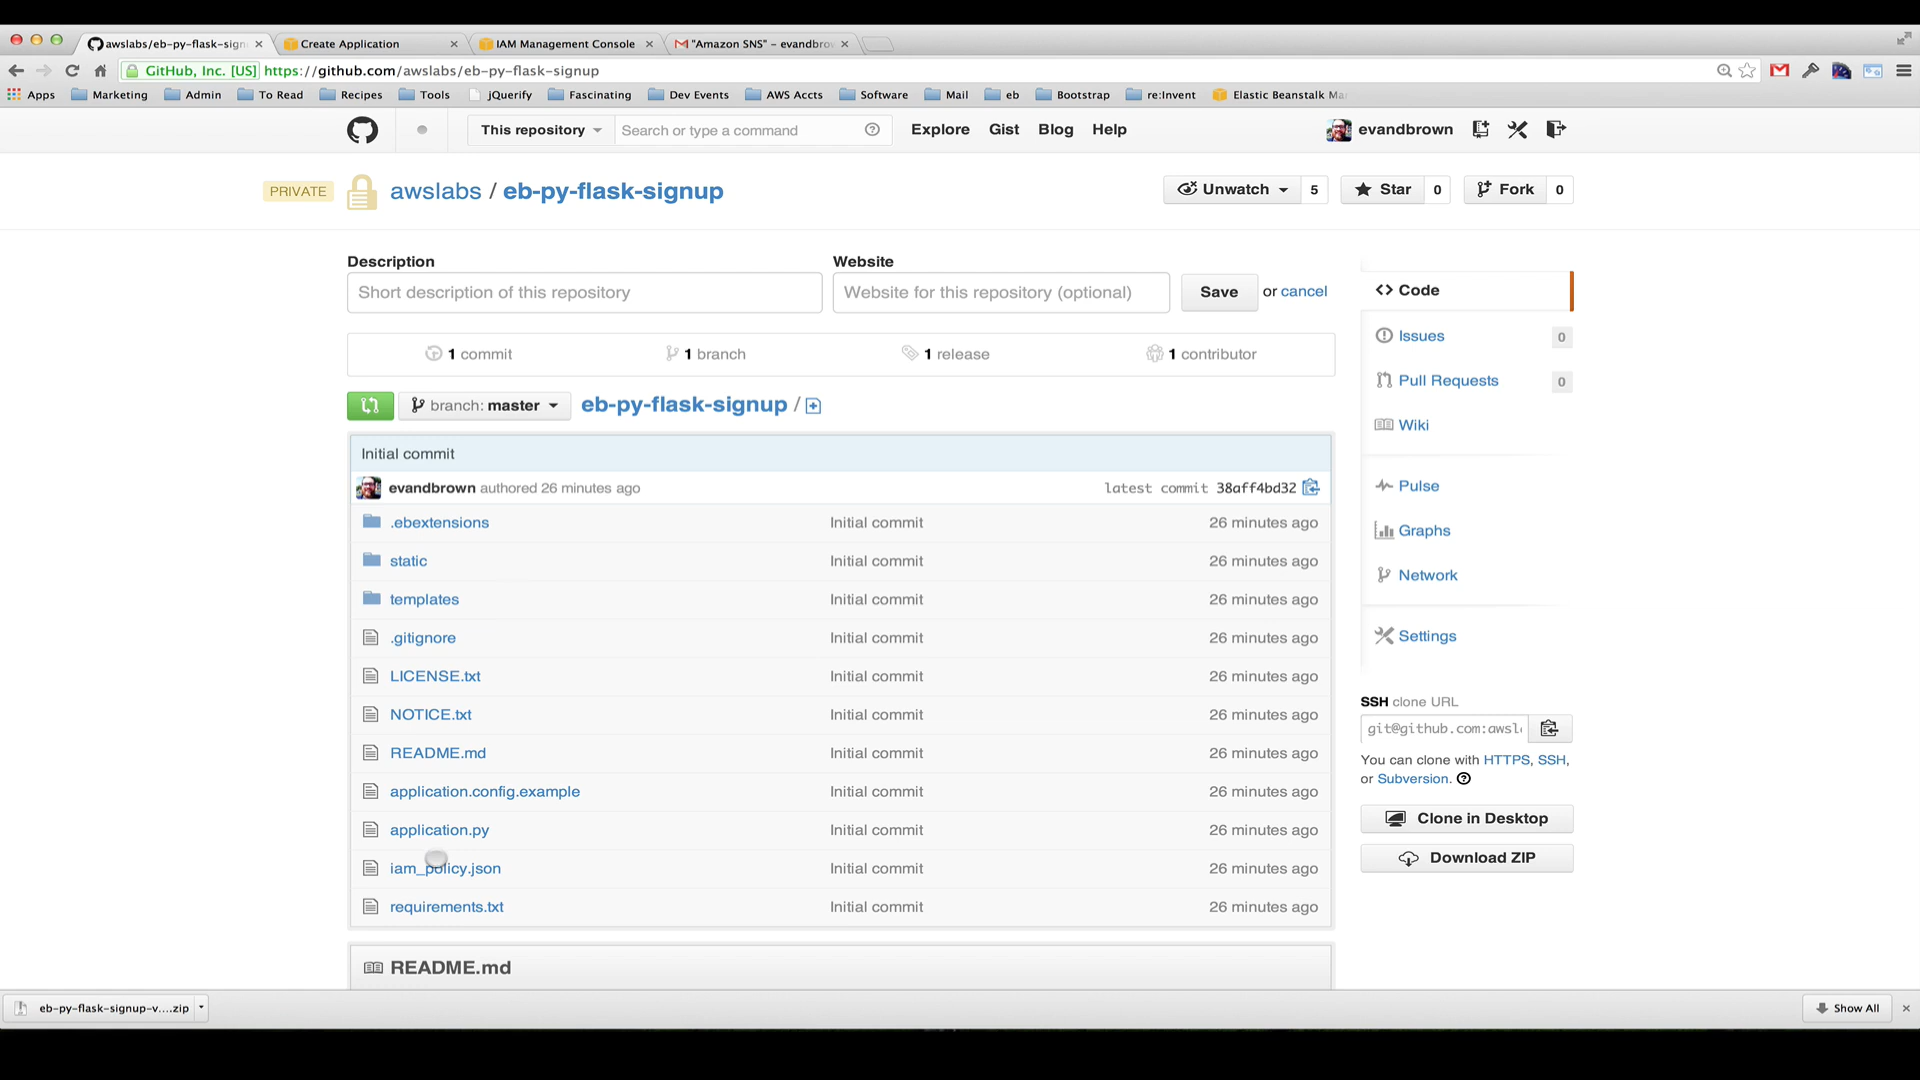 awslabs/eb-py-flask-sign
Create Application
IAM Management Console
"Amazon SNS" - evandbrow
GitHub, Inc. [US] https://github.com/awslabs/eb-py-flask-signup
Apps Marketing Admin To Read Recipes Tools jQuerify Fascinating Dev Events AWS Accts Software Mail eb Bootstrap re:Invent Elastic Beanstalk Ma
This repository Search or type a command Explore Gist Blog Help evandbrown
PRIVATE awslabs / eb-py-flask-signup Unwatch 5 Star 0 Fork 0
Description Website
Short description of this repository Website for this repository (optional) Save or cancel
1 commit 1 branch 1 release 1 contributor
branch: master eb-py-flask-signup /
Initial commit
evandbrown authored 26 minutes ago latest commit 38aff4bd32
.ebextensions Initial commit 26 minutes ago
static Initial commit 26 minutes ago
templates Initial commit 26 minutes ago
.gitignore Initial commit 26 minutes ago
LICENSE.txt Initial commit 26 minutes ago
NOTICE.txt Initial commit 26 minutes ago
README.md Initial commit 26 minutes ago
application.config.example Initial commit 26 minutes ago
application.py Initial commit 26 minutes ago
iam_policy.json Initial commit 26 minutes ago
requirements.txt Initial commit 26 minutes ago
README.md
Code
Issues 0
Pull Requests 0
Wiki
Pulse
Graphs
Network
Settings
SSH clone URL
git@github.com:awsl
You can clone with HTTPS, SSH,
or Subversion.
Clone in Desktop
Download ZIP
eb-py-flask-signup-v....zip Show All